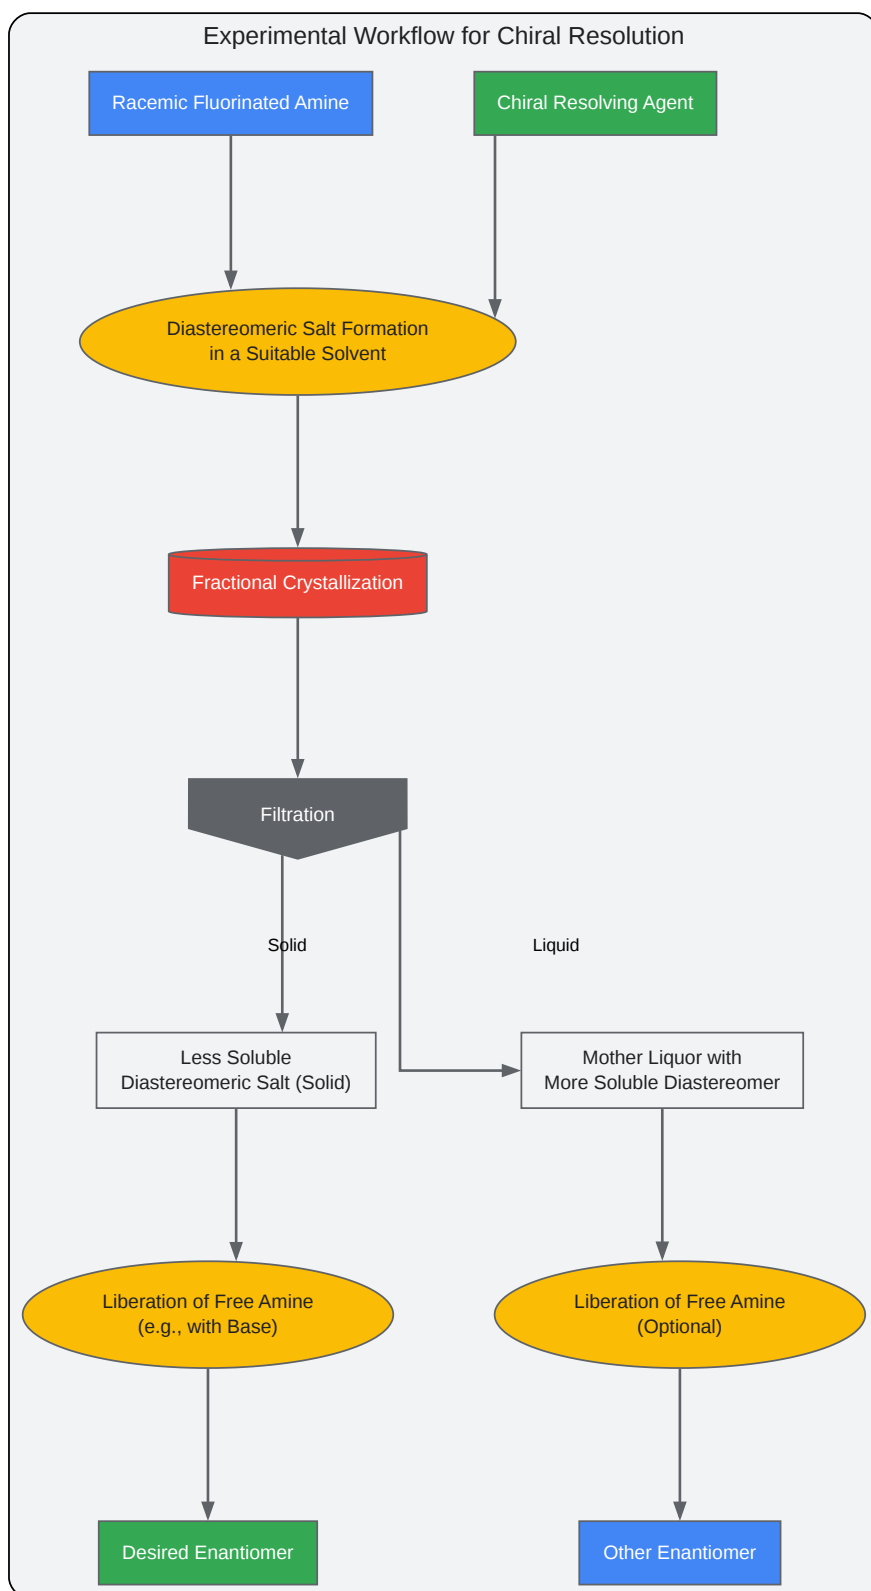 Experimental Workflow for Chiral Resolution
Racemic Fluorinated Amine
Chiral Resolving Agent
Diastereomeric Salt Formation
in a Suitable Solvent
Fractional Crystallization
Filtration
Solid
Liquid
Less Soluble
Diastereomeric Salt (Solid)
Mother Liquor with
More Soluble Diastereomer
Liberation of Free Amine
(e.g., with Base)
Liberation of Free Amine
(Optional)
Desired Enantiomer
Other Enantiomer